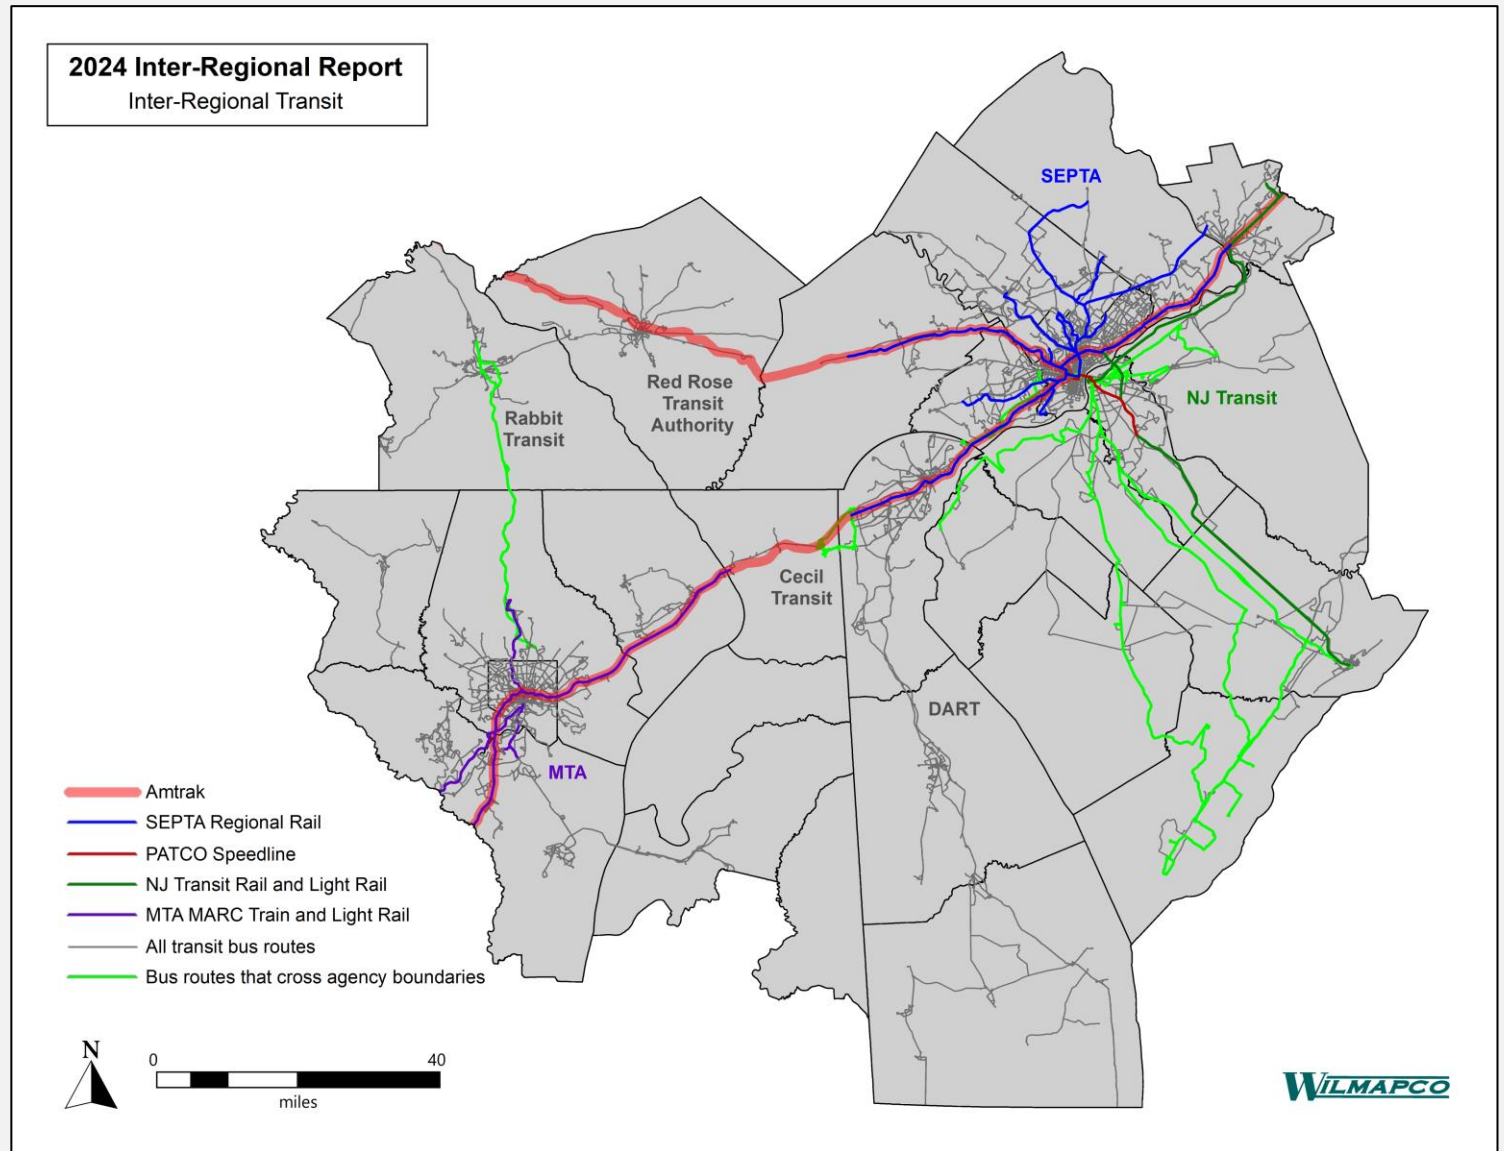 2024 Inter-Regional Report
Inter-Regional Transit
SEPTA
Red Rose
Transit
Authority
NJ Transit
Rabbit
Transit
Cecil
Transit
DART
MTA
Amtrak
SEPTA Regional Rail
PATCO Speedline
NJ Transit Rail and Light Rail
MTA MARC Train and Light Rail
All transit bus routes
Bus routes that cross agency boundaries
N
0 40
miles
WILMAPCO